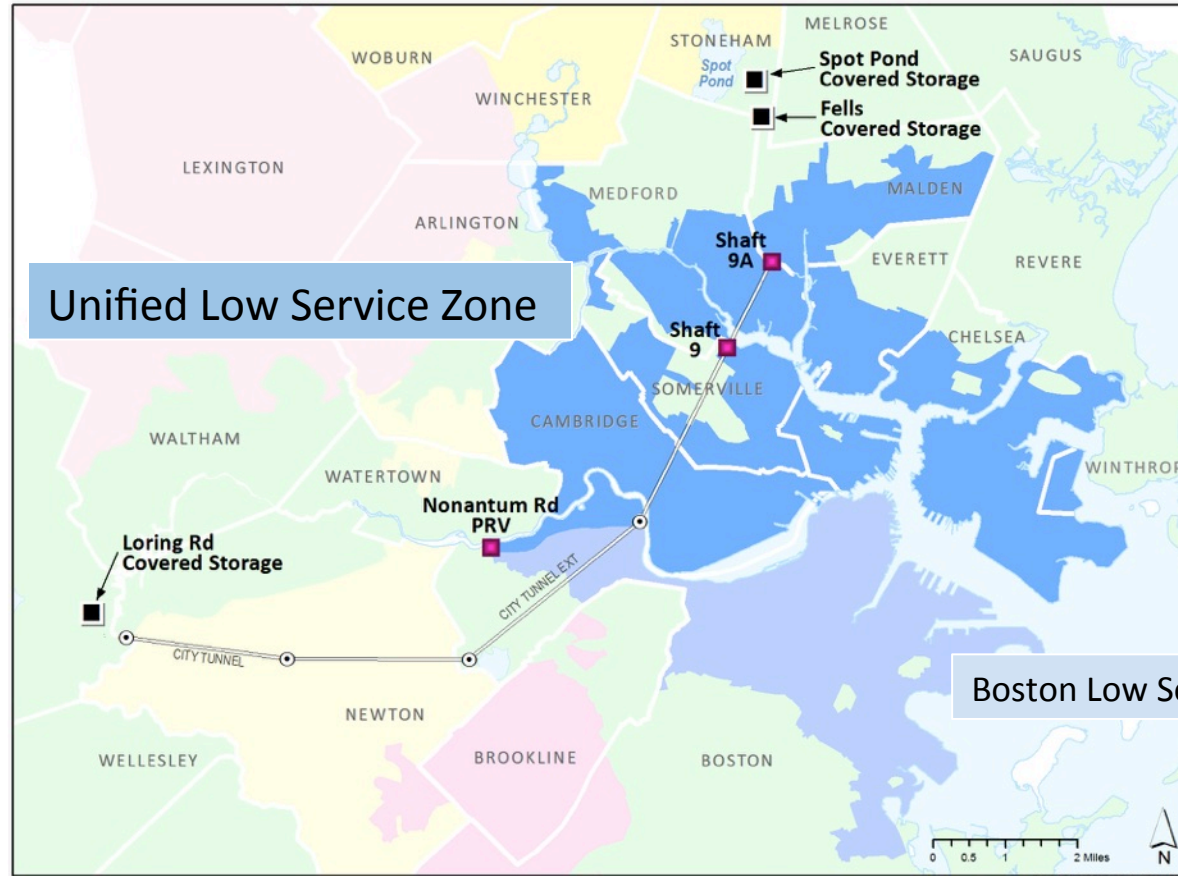 MELROSE
STONEHAM
WOBURN
SAUGUS
Spot
Pond
Spot Pond
Covered Storage
WINCHESTER
Fells
Covered Storage
LEXINGTON
MEDFORD
MALDEN
ARLINGTON
Shaft
9A
EVERETT
REVERE
Unified Low Service Zone
Shaft
9
CHELSEA
SOMERVILLE
CAMBRIDGE
WALTHAM
WATERTOWN
WINTHROP
Nonantum Rd
PRV
Loring Rd
Covered Storage
CITY TUNNEL EXT
CITY TUNNEL
Boston Low Se
NEWTON
WELLESLEY
BROOKLINE
BOSTON
0 0.5 1 2 Miles
N